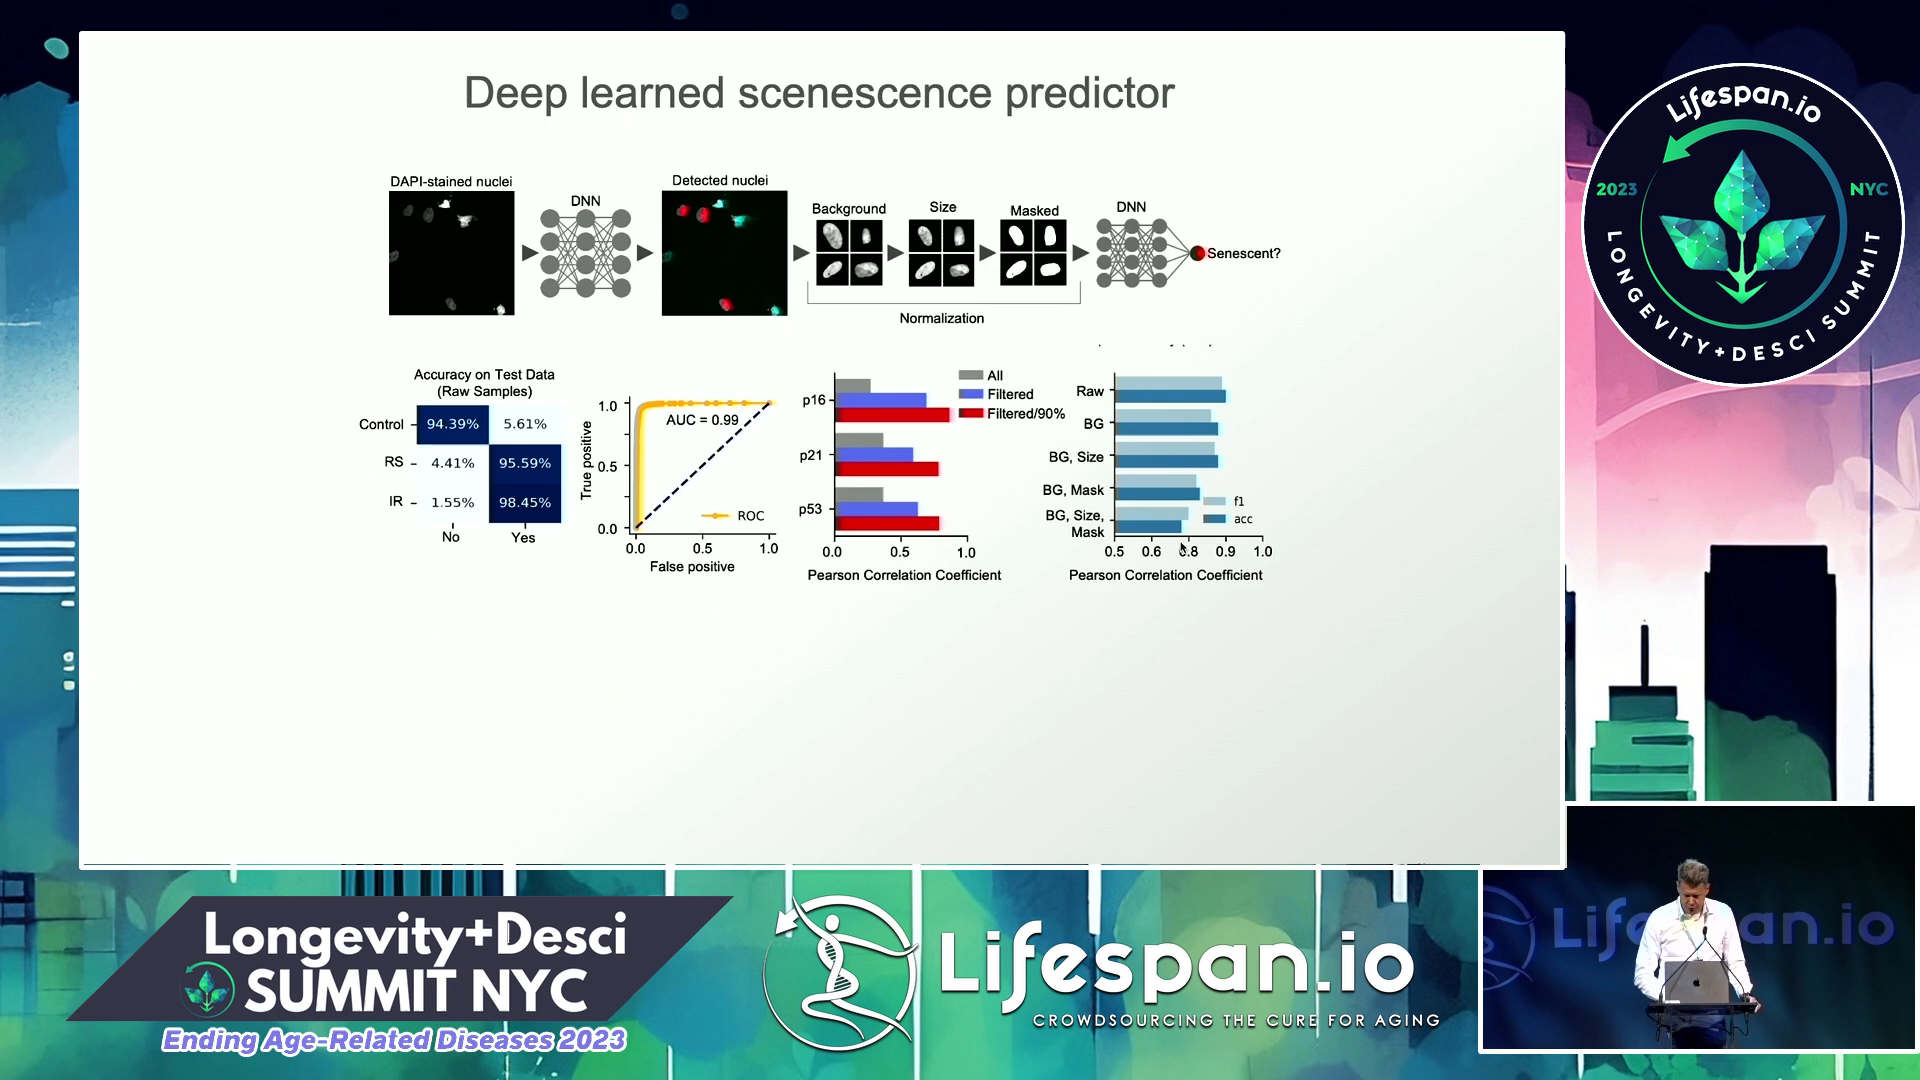 Deep learned scenescence predictor
DAPI-stained nuclei
DNN
Detected nuclei
Background
Size
Masked
DNN
Senescent?
Normalization
Accuracy on Test Data
(Raw Samples)
Control
94.39%
5.61%
RS
4.41%
95.59%
IR
1.55%
98.45%
No
Yes
True positive
1.0
0.5
0.0
AUC = 0.99
ROC
0.0
0.5
1.0
False positive
p16
p21
p53
All
Filtered
Filtered/90%
0.0
0.5
1.0
Pearson Correlation Coefficient
Raw
BG
BG, Size
BG, Mask
BG, Size,
Mask
f1
acc
0.5
0.6
0.8
0.9
1.0
Pearson Correlation Coefficient
Lifespan.io
2023
NYC
LONGEVITY+DESCI SUMMIT
Longevity+Desci
SUMMIT NYC
Ending Age-Related Diseases 2023
Lifespan.io
CROWDSOURCING THE CURE FOR AGING
Life
an.io